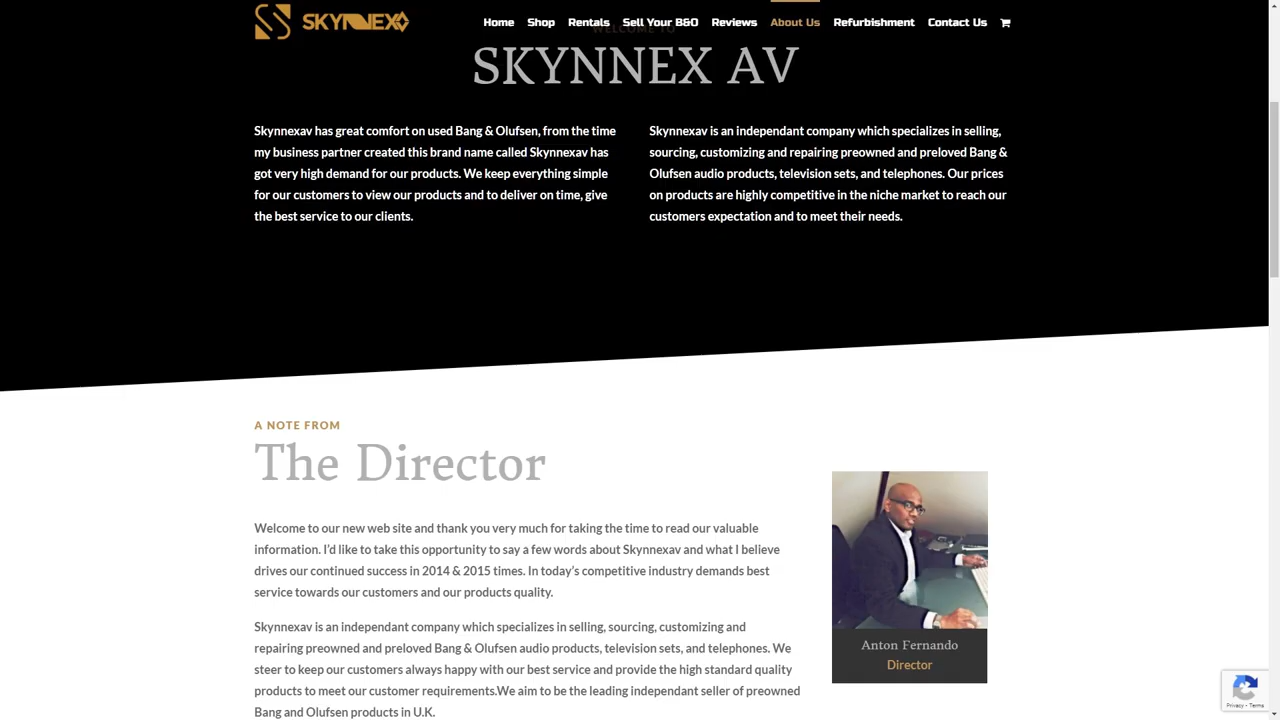 SKYNNEX
Home Shop Rentals Sell Your B&O Reviews About Us Refurbishment Contact Us
WELCOME TO
SKYNNEX AV
Skynnexav has great comfort on used Bang & Olufsen, from the time
my business partner created this brand name called Skynnexav has
got very high demand for our products. We keep everything simple
for our customers to view our products and to deliver on time, give
the best service to our clients.
Skynnexav is an independant company which specializes in selling,
sourcing, customizing and repairing preowned and preloved Bang &
Olufsen audio products, television sets, and telephones. Our prices
on products are highly competitive in the niche market to reach our
customers expectation and to meet their needs.
A NOTE FROM
The Director
Welcome to our new web site and thank you very much for taking the time to read our valuable
information. I'd like to take this opportunity to say a few words about Skynnexav and what I believe
drives our continued success in 2014 & 2015 times. In today's competitive industry demands best
service towards our customers and our products quality.
Skynnexav is an independant company which specializes in selling, sourcing, customizing and
repairing preowned and preloved Bang & Olufsen audio products, television sets, and telephones. We
steer to keep our customers always happy with our best service and provide the high standard quality
products to meet our customer requirements.We aim to be the leading independant seller of preowned
Bang and Olufsen products in U.K.
Anton Fernando
Director
Privacy - Terms